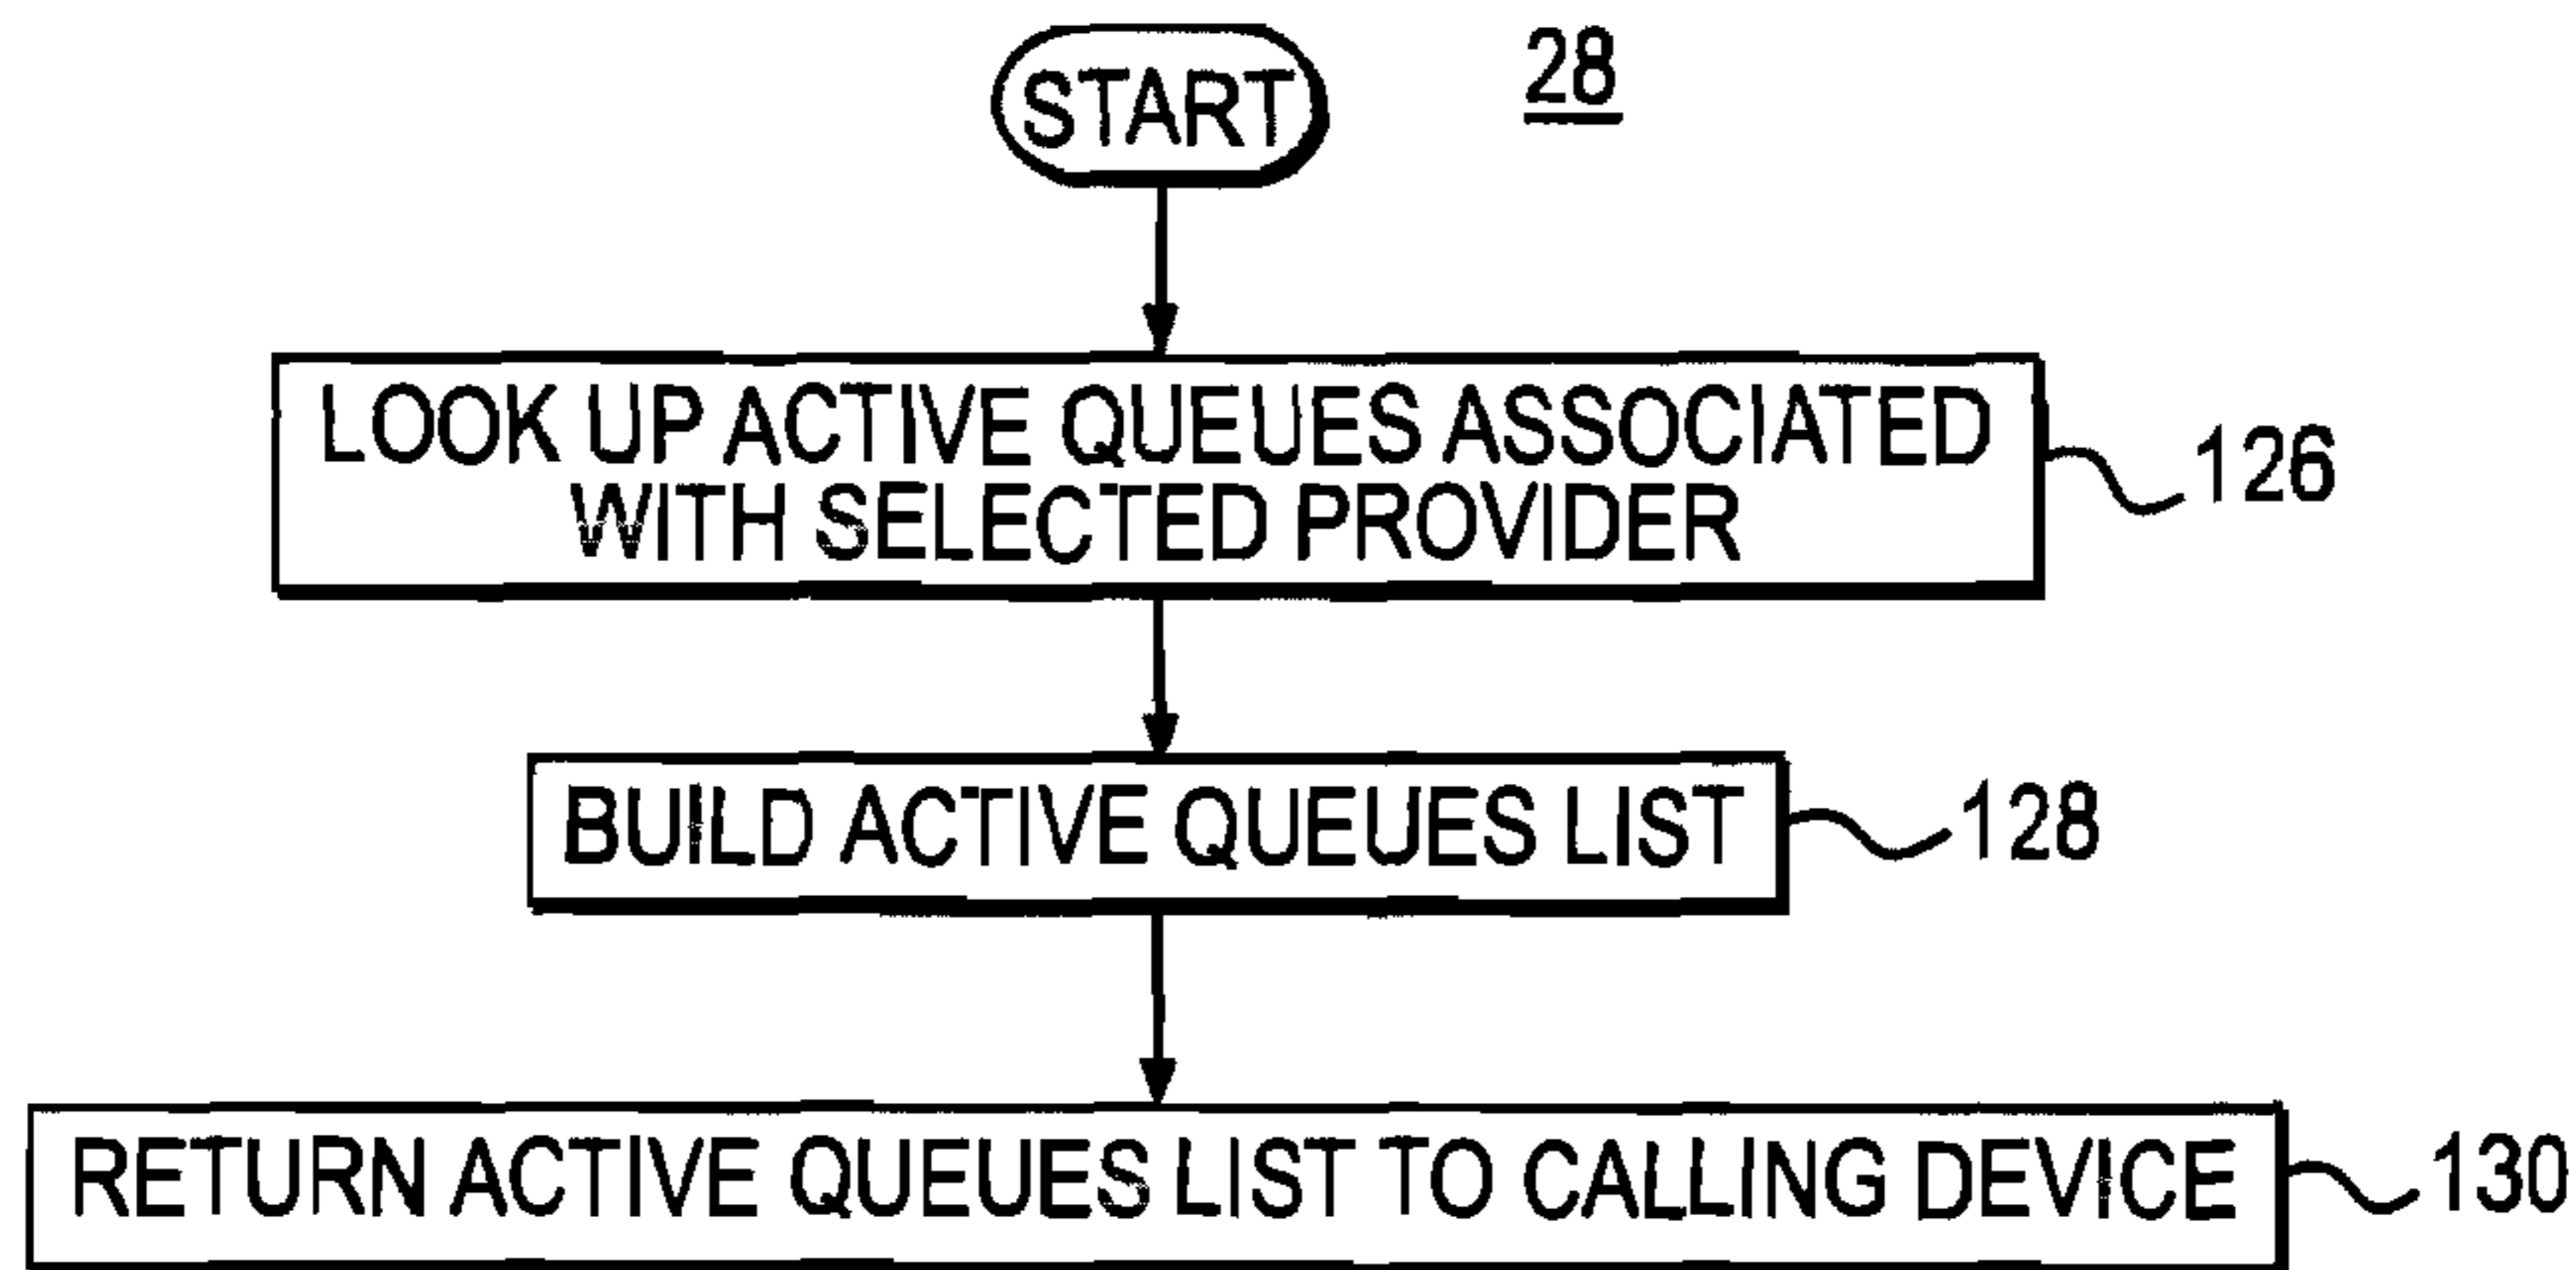 START
28
LOOK UP ACTIVE QUEUES ASSOCIATED
WITH SELECTED PROVIDER
126
BUILD ACTIVE QUEUES LIST
128
RETURN ACTIVE QUEUES LIST TO CALLING DEVICE
130